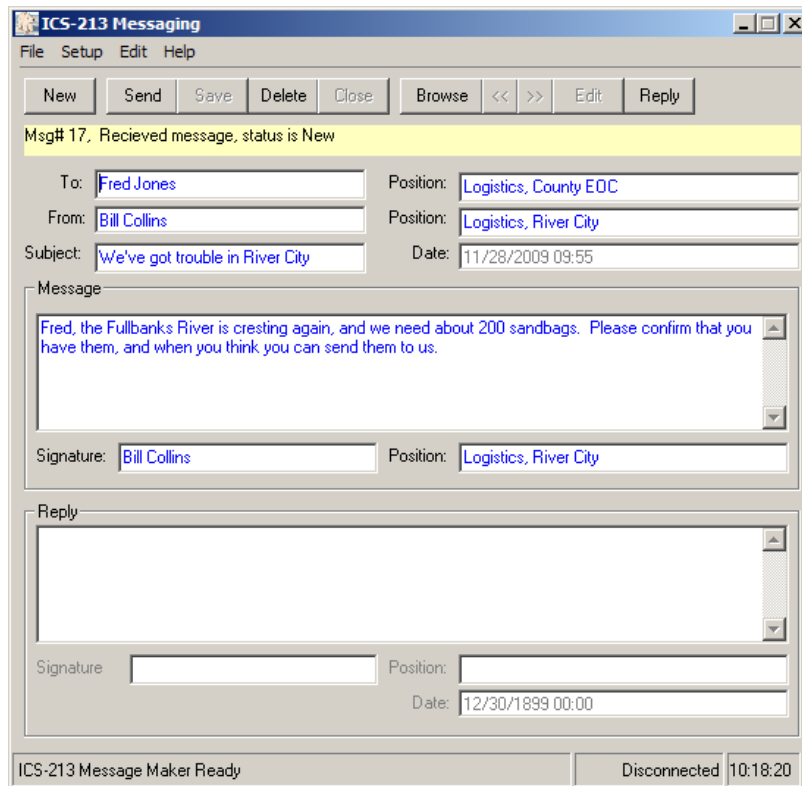 ICS-213 Messaging
File Setup Edit Help
New Send Save Delete Close Browse << >> Edit Reply
Msg# 17, Recieved message, status is New
To: Fred Jones Position: Logistics, County EOC
From: Bill Collins Position: Logistics, River City
Subject: We've got trouble in River City Date: 11/28/2009 09:55
Message
Fred, the Fullbanks River is cresting again, and we need about 200 sandbags. Please confirm that you
have them, and when you think you can send them to us.
Signature: Bill Collins Position: Logistics, River City
Reply
Signature Position:
Date: 12/30/1899 00:00
ICS-213 Message Maker Ready Disconnected 10:18:20